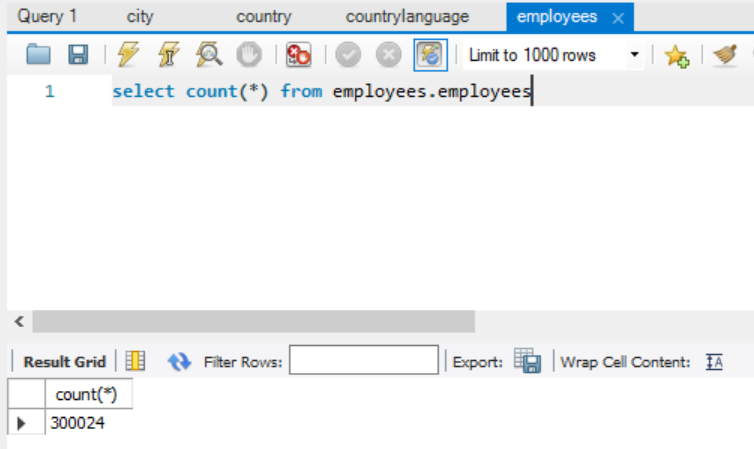 Query 1 city country countrylanguage employees
Limit to 1000 rows
1 select count(*) from employees.employees
Result Grid Filter Rows: Export: Wrap Cell Content:
count(*)
300024